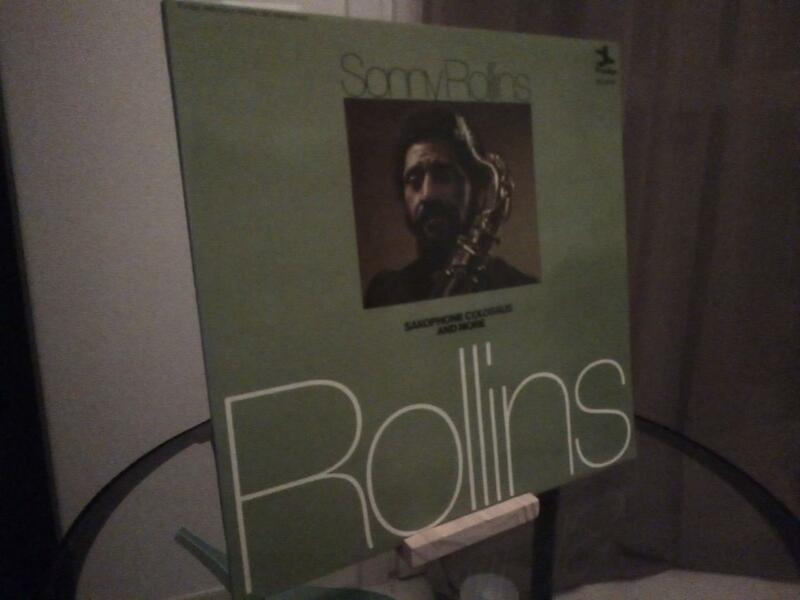 Sonny Rollins
SAXOPHONE COLOSSUS
AND MORE
Rollins